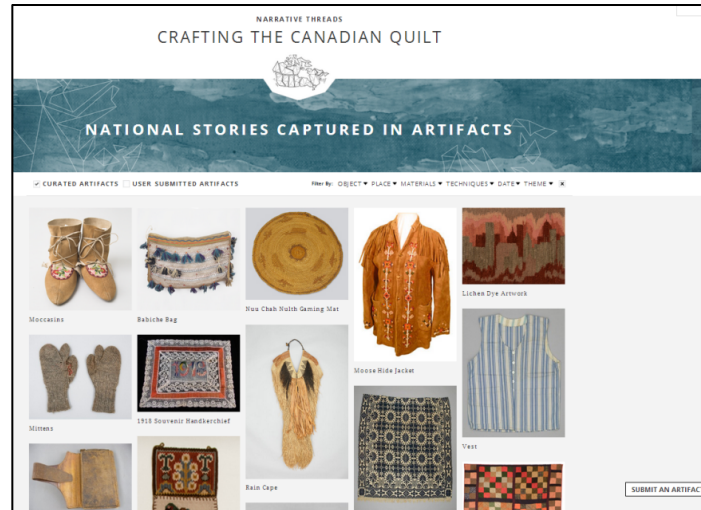 NARRATIVE THREADS
CRAFTING THE CANADIAN QUILT
NATIONAL STORIES CAPTURED IN ARTIFACTS
CURATED ARTIFACTS USER SUBMITTED ARTIFACTS Filter By: OBJECT PLACE MATERIALS TECHNIQUES DATE THEME
Moccasins
Babiche Bag
Nuu Chah Nulth Gaming Mat
Moose Hide Jacket
Lichen Dye Artwork
Mittens
1918 Souvenir Handkerchief
Rain Cape
Vest
SUBMIT AN ARTIFAC